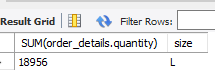 Result Grid Filter Rows:
SUM(order_details.quantity) size
18956 L